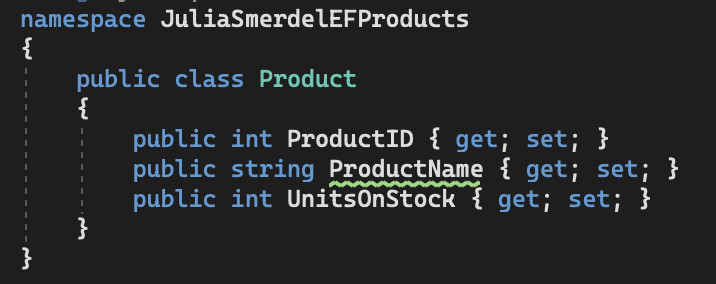 namespace JuliaSmerdelEFProducts
{
    public class Product
    {
        public int ProductID { get; set; }
        public string ProductName { get; set; }
        public int UnitsOnStock { get; set; }
    }
}